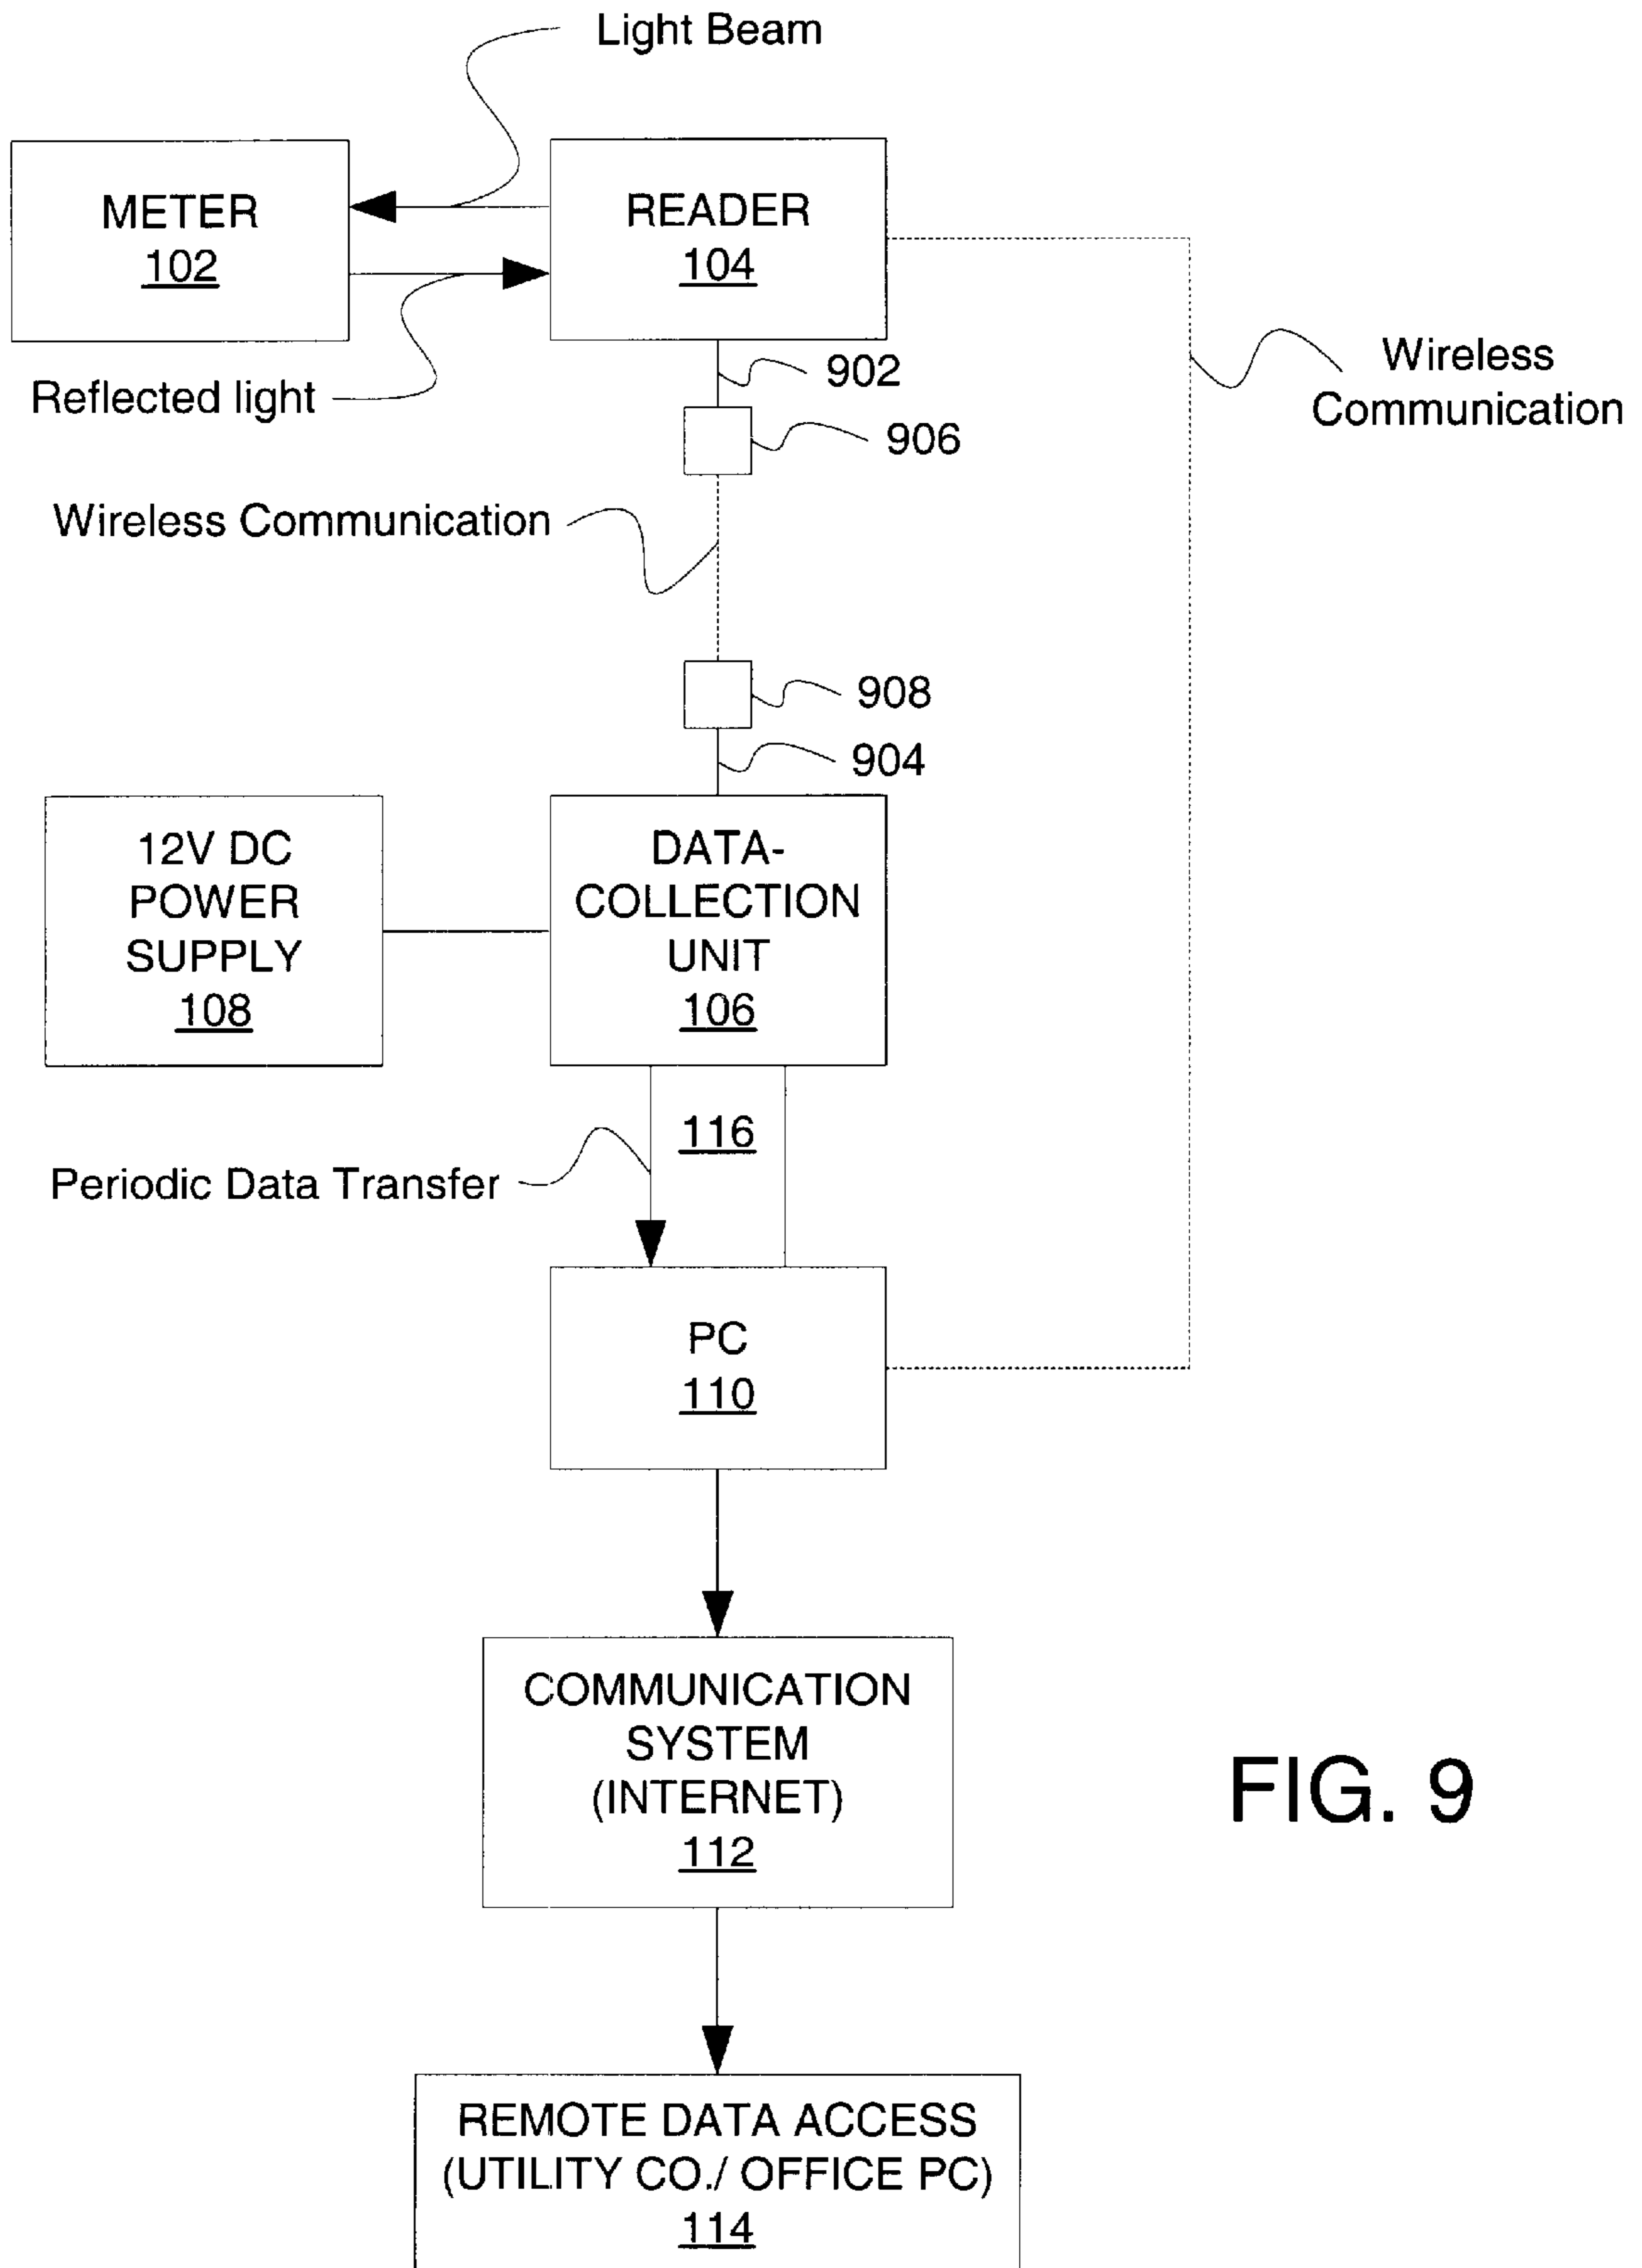 Light Beam
METER
102
READER
104
Reflected light
902
906
Wireless
Communication
Wireless Communication
908
904
12V DC
POWER
SUPPLY
108
DATA-
COLLECTION
UNIT
106
116
Periodic Data Transfer
PC
110
COMMUNICATION
SYSTEM
(INTERNET)
112
FIG. 9
REMOTE DATA ACCESS
(UTILITY CO./ OFFICE PC)
114